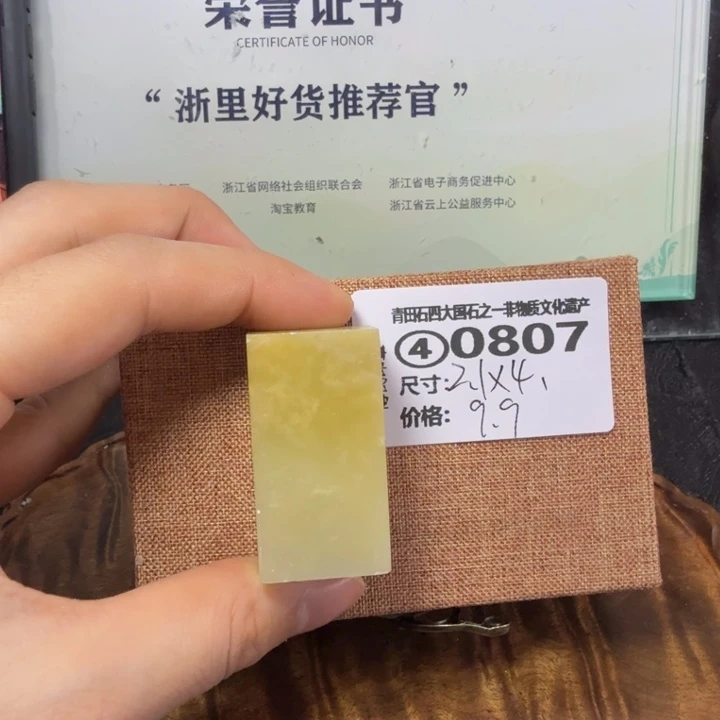 荣誉证书
CERTIFICATE OF HONOR
“浙里好货推荐官”
浙江省网络社会组织联合会 浙江省电子商务促进中心
淘宝教育 浙江省云上公益服务中心
青田石四大国石之一非物质文化遗产
④0807
尺寸:2.1X4,
价格: 9.9